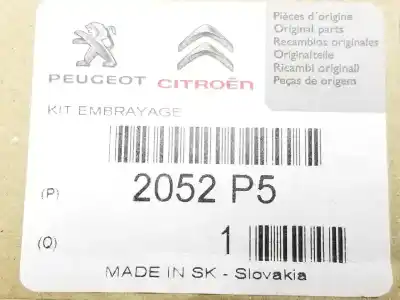 Pièces d'origine
Original parts
Recambios originales
Originalteile
Ricambi originali
Peças de origem
PEUGEOT CITROËN
KIT EMBRAYAGE
(P) 2052 P5
(Q) 1
MADE IN SK - Slovakia